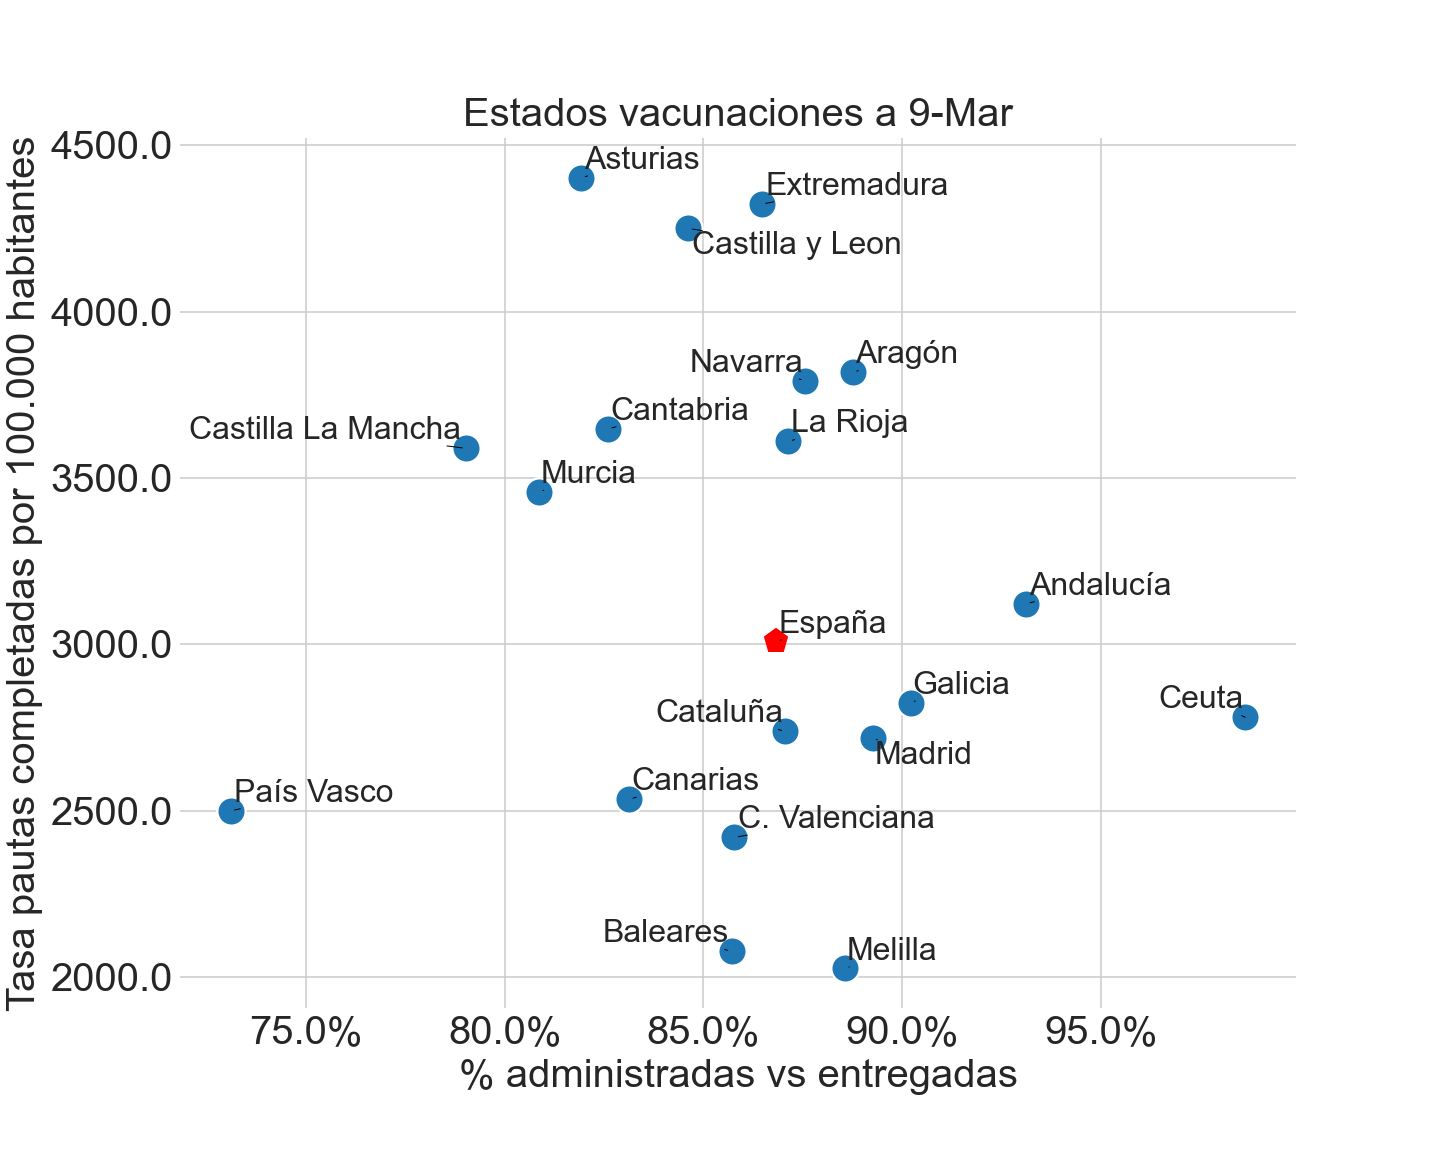 Estados vacunaciones a 9-Mar
Tasa pautas completadas por 100.000 habitantes
4500.0
4000.0
3500.0
3000.0
2500.0
2000.0
Asturias
Extremadura
Castilla y Leon
Navarra
Aragón
Cantabria
La Rioja
Castilla La Mancha
Murcia
Andalucía
España
Galicia
Ceuta
Cataluña
Madrid
Canarias
País Vasco
C. Valenciana
Baleares
Melilla
75.0%
80.0%
85.0%
90.0%
95.0%
% administradas vs entregadas